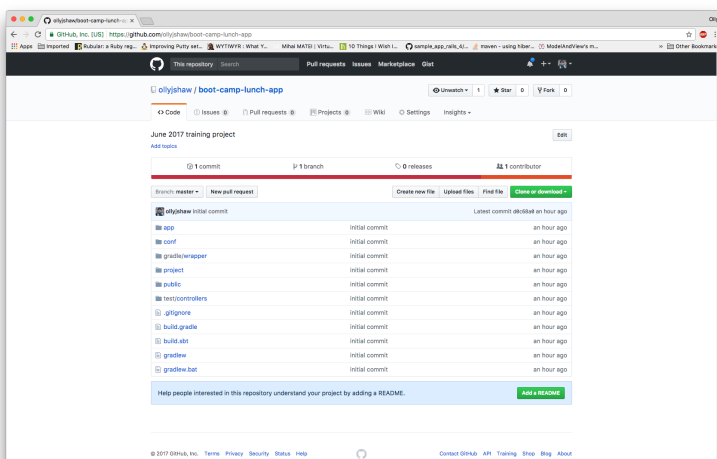 ollyjshaw/boot-camp-lunch-ap
Olly
GitHub, Inc. [US] https://github.com/ollyjshaw/boot-camp-lunch-app
Apps Imported Rubular: a Ruby reg... Improving Putty set... WYTIWYR : What Y... Mihai MATEI | Virtu... 10 Things I Wish I... sample_app_rails_4/... maven - using hiber... ModelAndView's m... » Other Bookmarks
This repository Search Pull requests Issues Marketplace Gist
ollyjshaw / boot-camp-lunch-app Unwatch 1 Star 0 Fork 0
Code Issues 0 Pull requests 0 Projects 0 Wiki Settings Insights
June 2017 training project Edit
Add topics
1 commit 1 branch 0 releases 1 contributor
Branch: master New pull request Create new file Upload files Find file Clone or download
ollyjshaw initial commit Latest commit an hour ago
app initial commit an hour ago
conf initial commit an hour ago
gradle/wrapper initial commit an hour ago
project initial commit an hour ago
public initial commit an hour ago
test/controllers initial commit an hour ago
.gitignore initial commit an hour ago
build.gradle initial commit an hour ago
build.sbt initial commit an hour ago
gradlew initial commit an hour ago
gradlew.bat initial commit an hour ago
Help people interested in this repository understand your project by adding a README. Add a README
© 2017 GitHub, Inc. Terms Privacy Security Status Help Contact GitHub API Training Shop Blog About